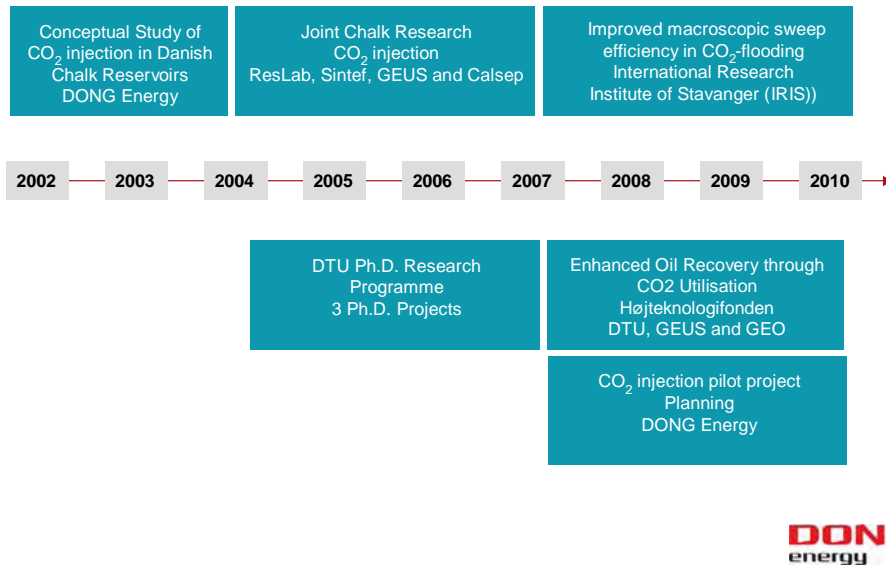 Conceptual Study of
CO₂ injection in Danish
Chalk Reservoirs
DONG Energy
Joint Chalk Research
CO₂ injection
ResLab, Sintef, GEUS and Calsep
Improved macroscopic sweep
efficiency in CO₂-flooding
International Research
Institute of Stavanger (IRIS))
2002 2003 2004 2005 2006 2007 2008 2009 2010
DTU Ph.D. Research
Programme
3 Ph.D. Projects
Enhanced Oil Recovery through
CO2 Utilisation
Højteknologifonden
DTU, GEUS and GEO
CO₂ injection pilot project
Planning
DONG Energy
DON
energy